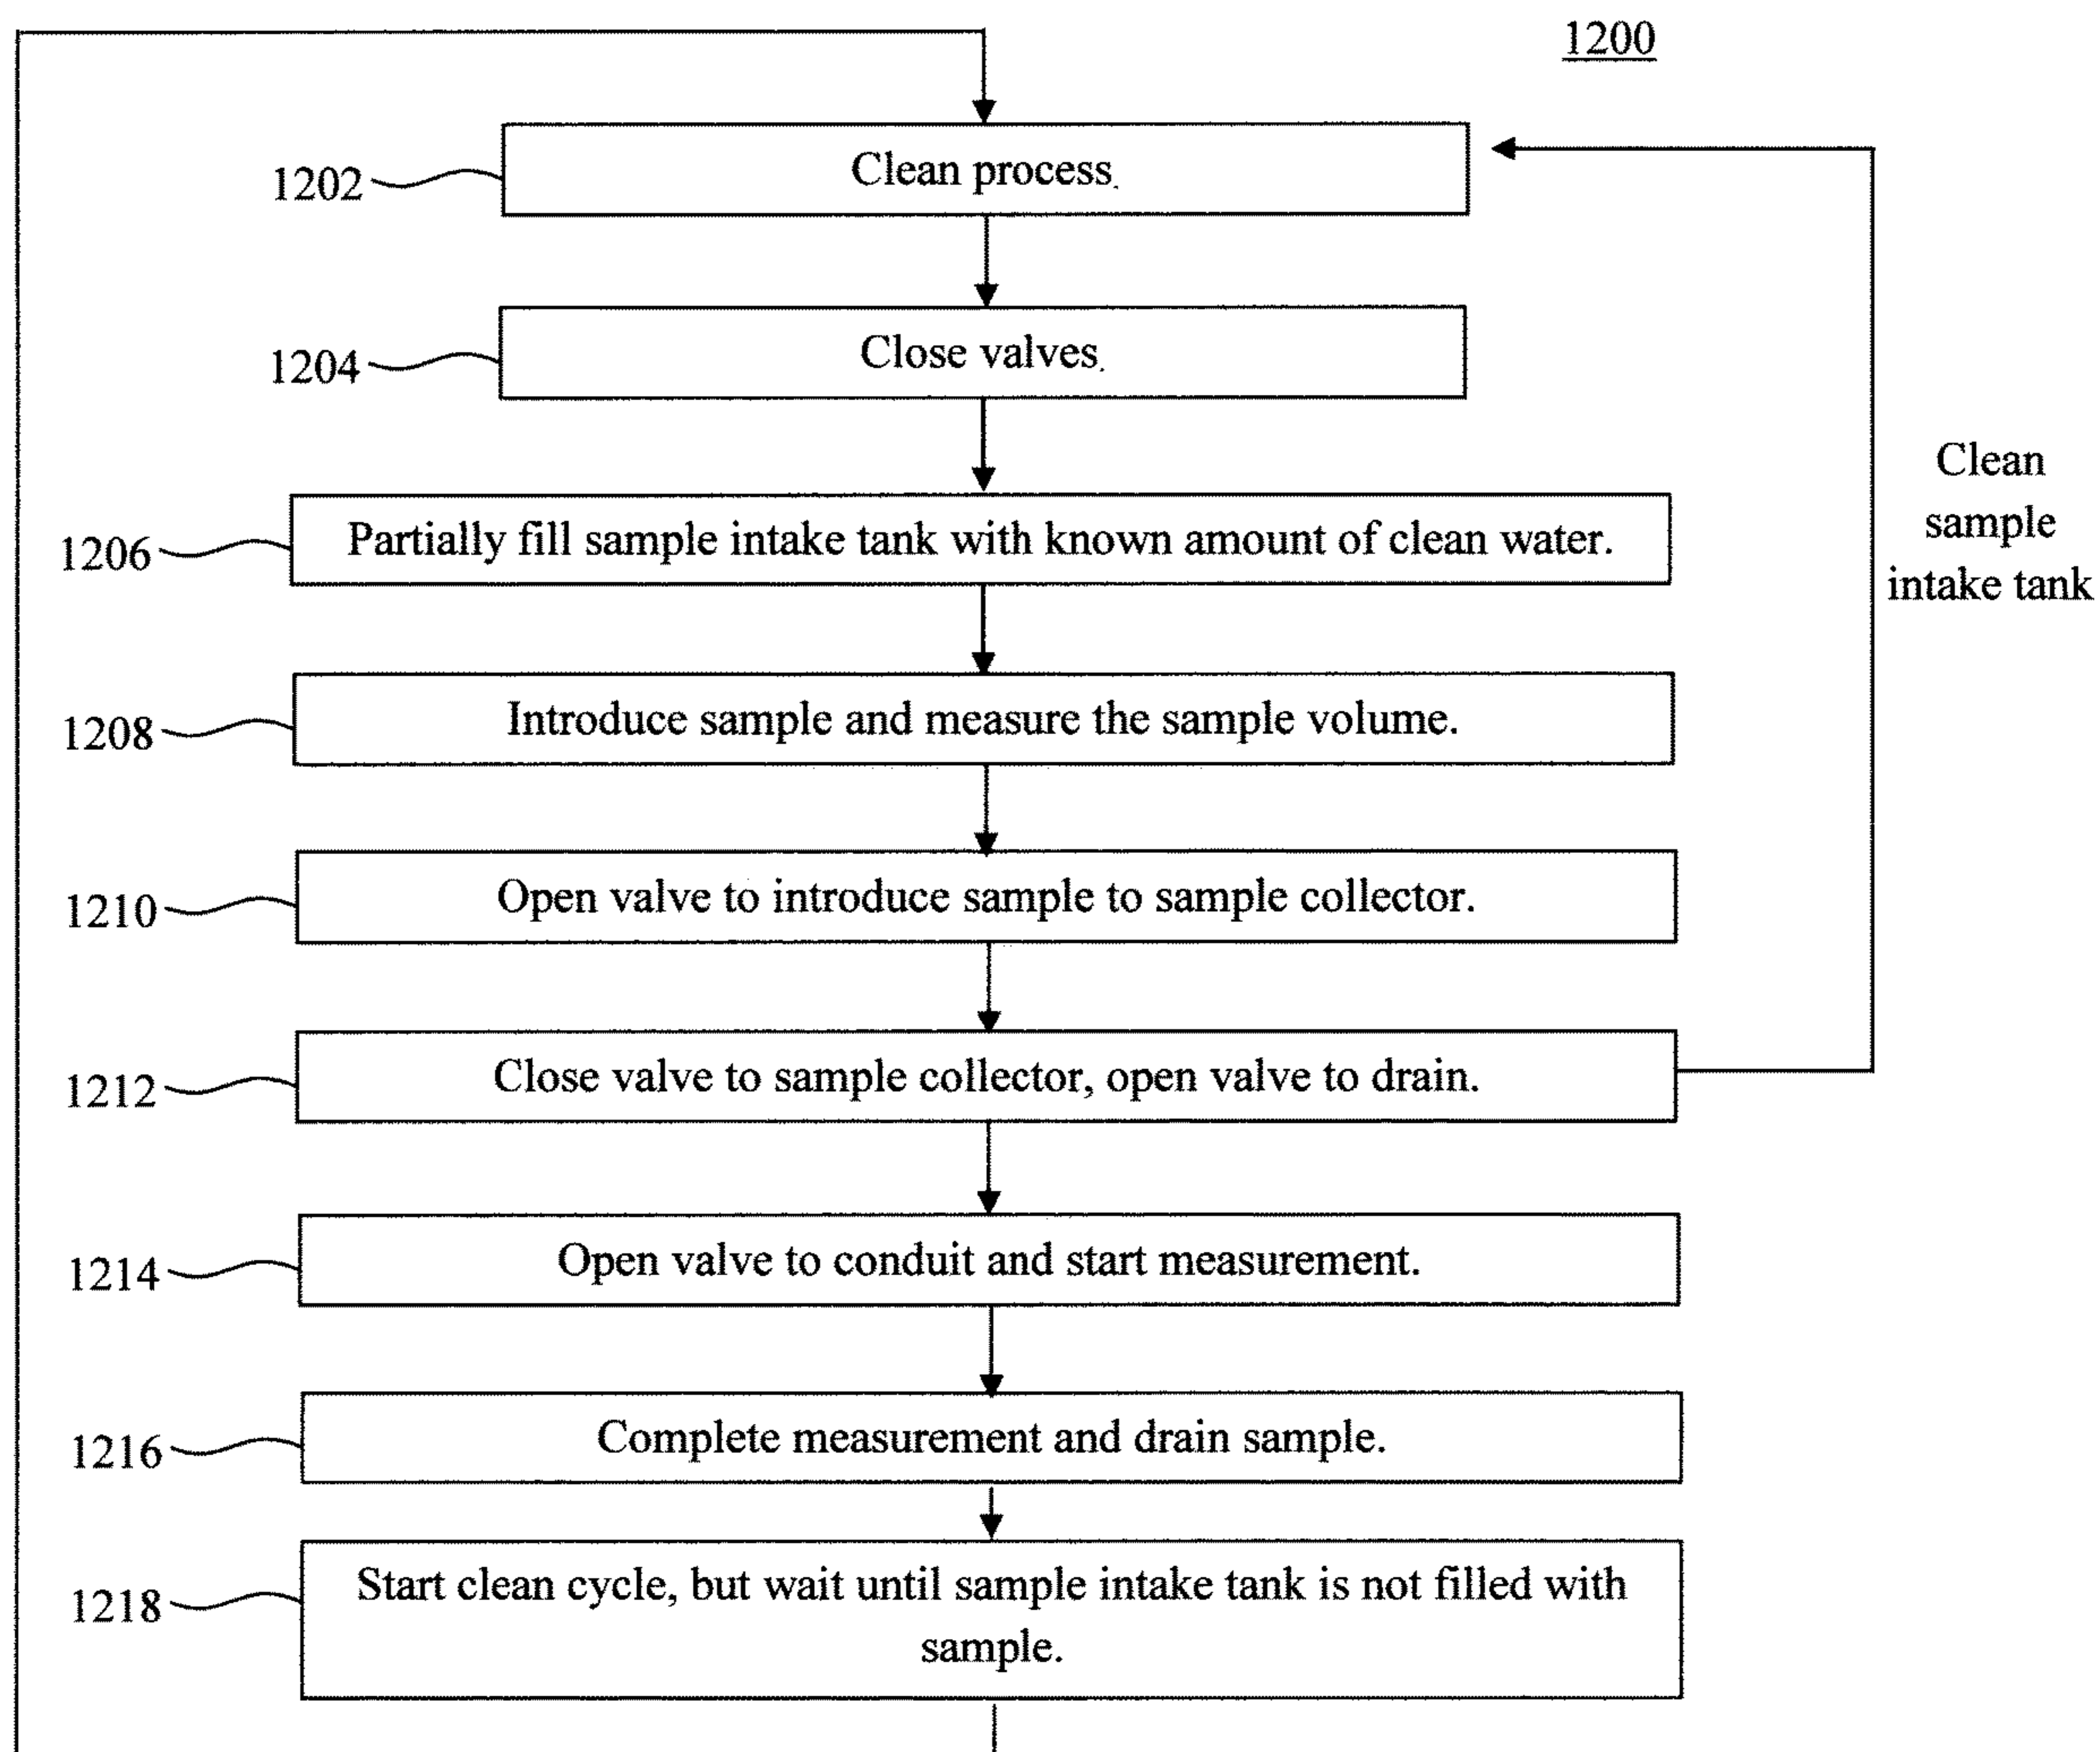 1200
1202
Clean process.
1204
Close valves.
1206
Partially fill sample intake tank with known amount of clean water.
1208
Introduce sample and measure the sample volume.
1210
Open valve to introduce sample to sample collector.
1212
Close valve to sample collector, open valve to drain.
1214
Open valve to conduit and start measurement.
1216
Complete measurement and drain sample.
1218
Start clean cycle, but wait until sample intake tank is not filled with
sample.
Clean
sample
intake tank